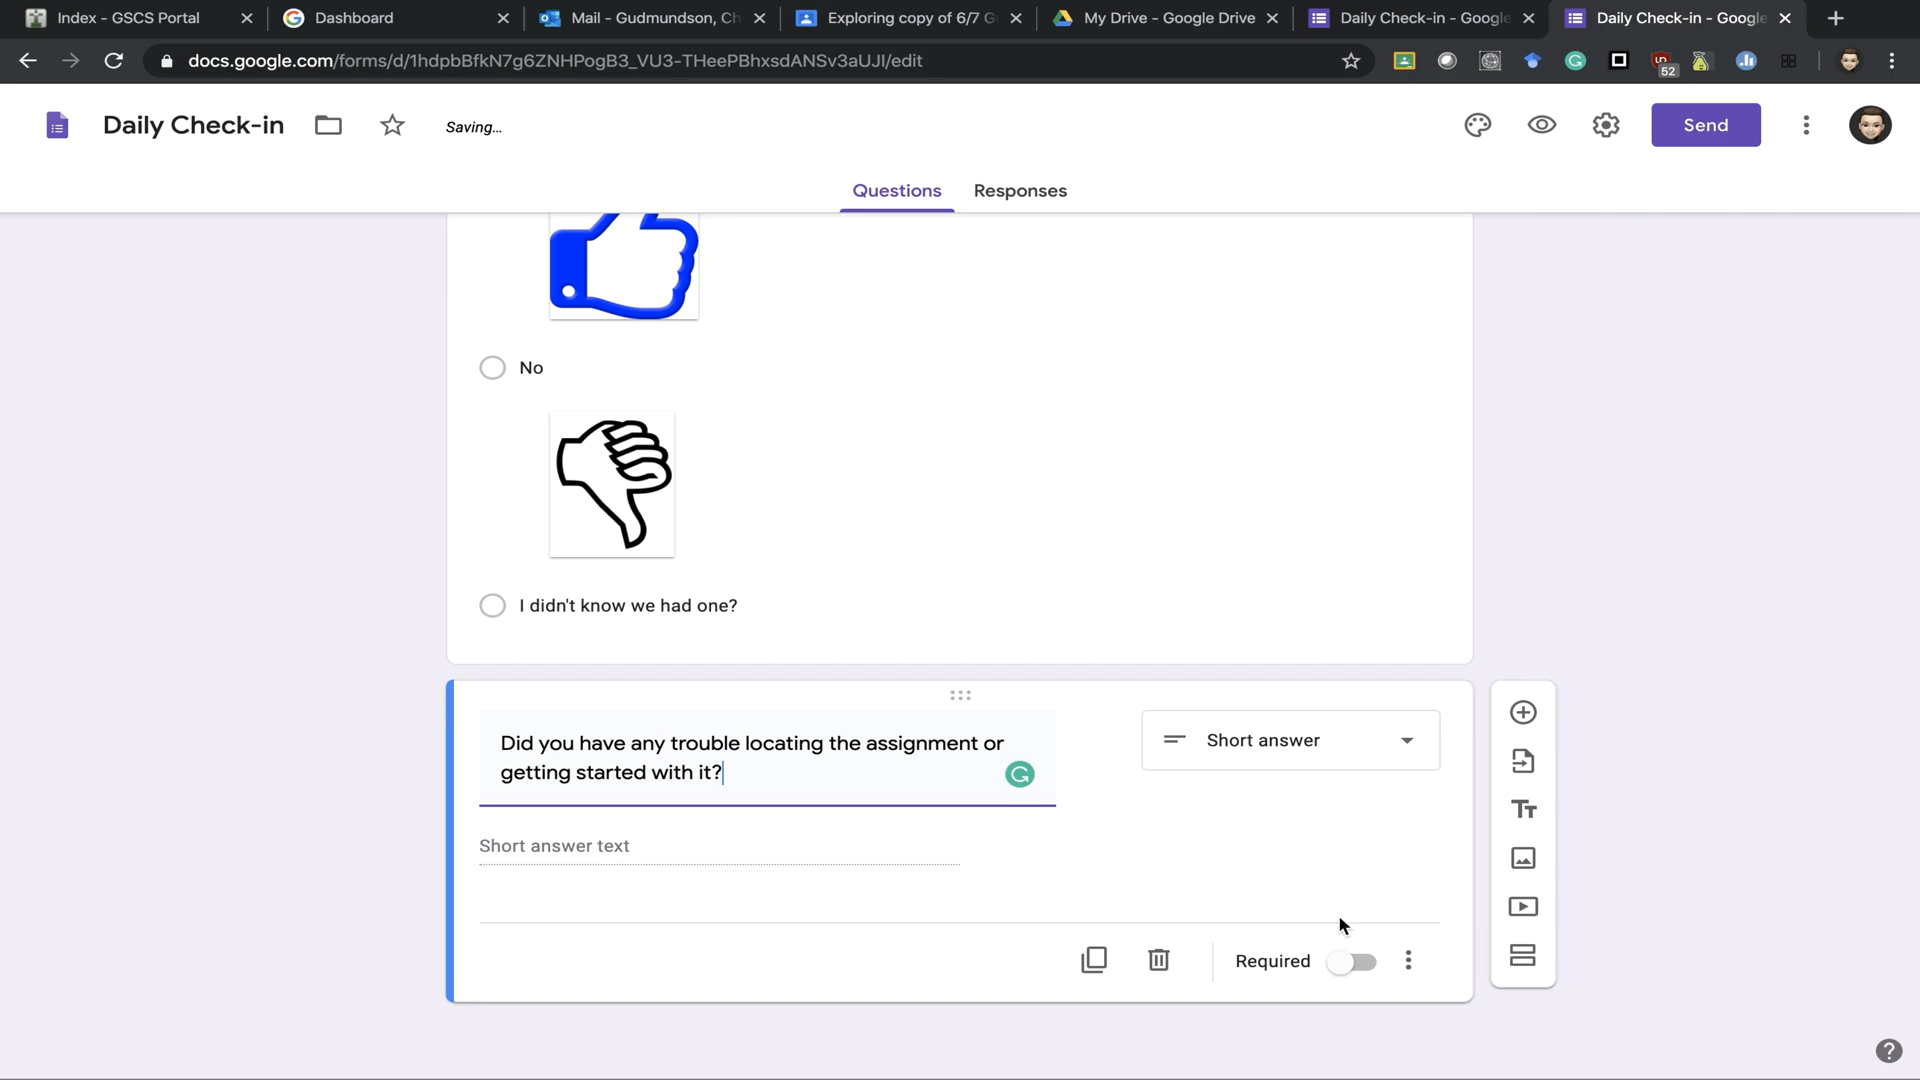 Index - GSCS Portal
Dashboard
Mail - Gudmundson, Ch
Exploring copy of 6/7 G
My Drive - Google Drive
Daily Check-in - Google
Daily Check-in - Google
docs.google.com/forms/d/1hdpbBfkN7g6ZNHPogB3_VU3-THeePBhxsdANSv3aUJI/edit
52
Daily Check-in
Saving...
Send
Questions
Responses
No
I didn't know we had one?
Did you have any trouble locating the assignment or
getting started with it?
Short answer
Short answer text
Required